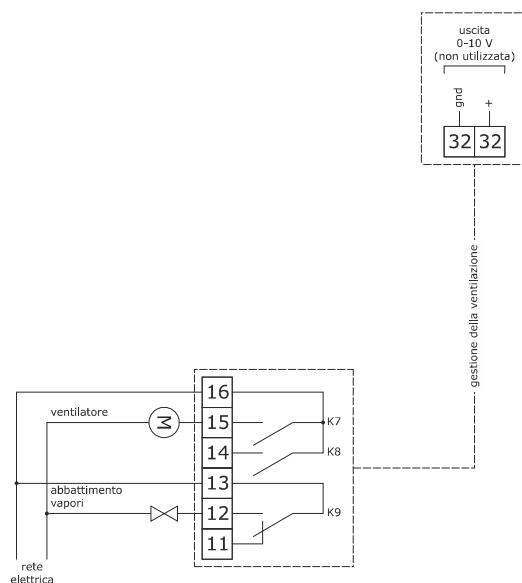 uscita
0-10 V
(non utilizzata)
gnd
+
32 32
gestione della ventilazione
16
ventilatore
M
15
K7
14
K8
13
abbattimento
vapori
12
K9
11
rete
elettrica